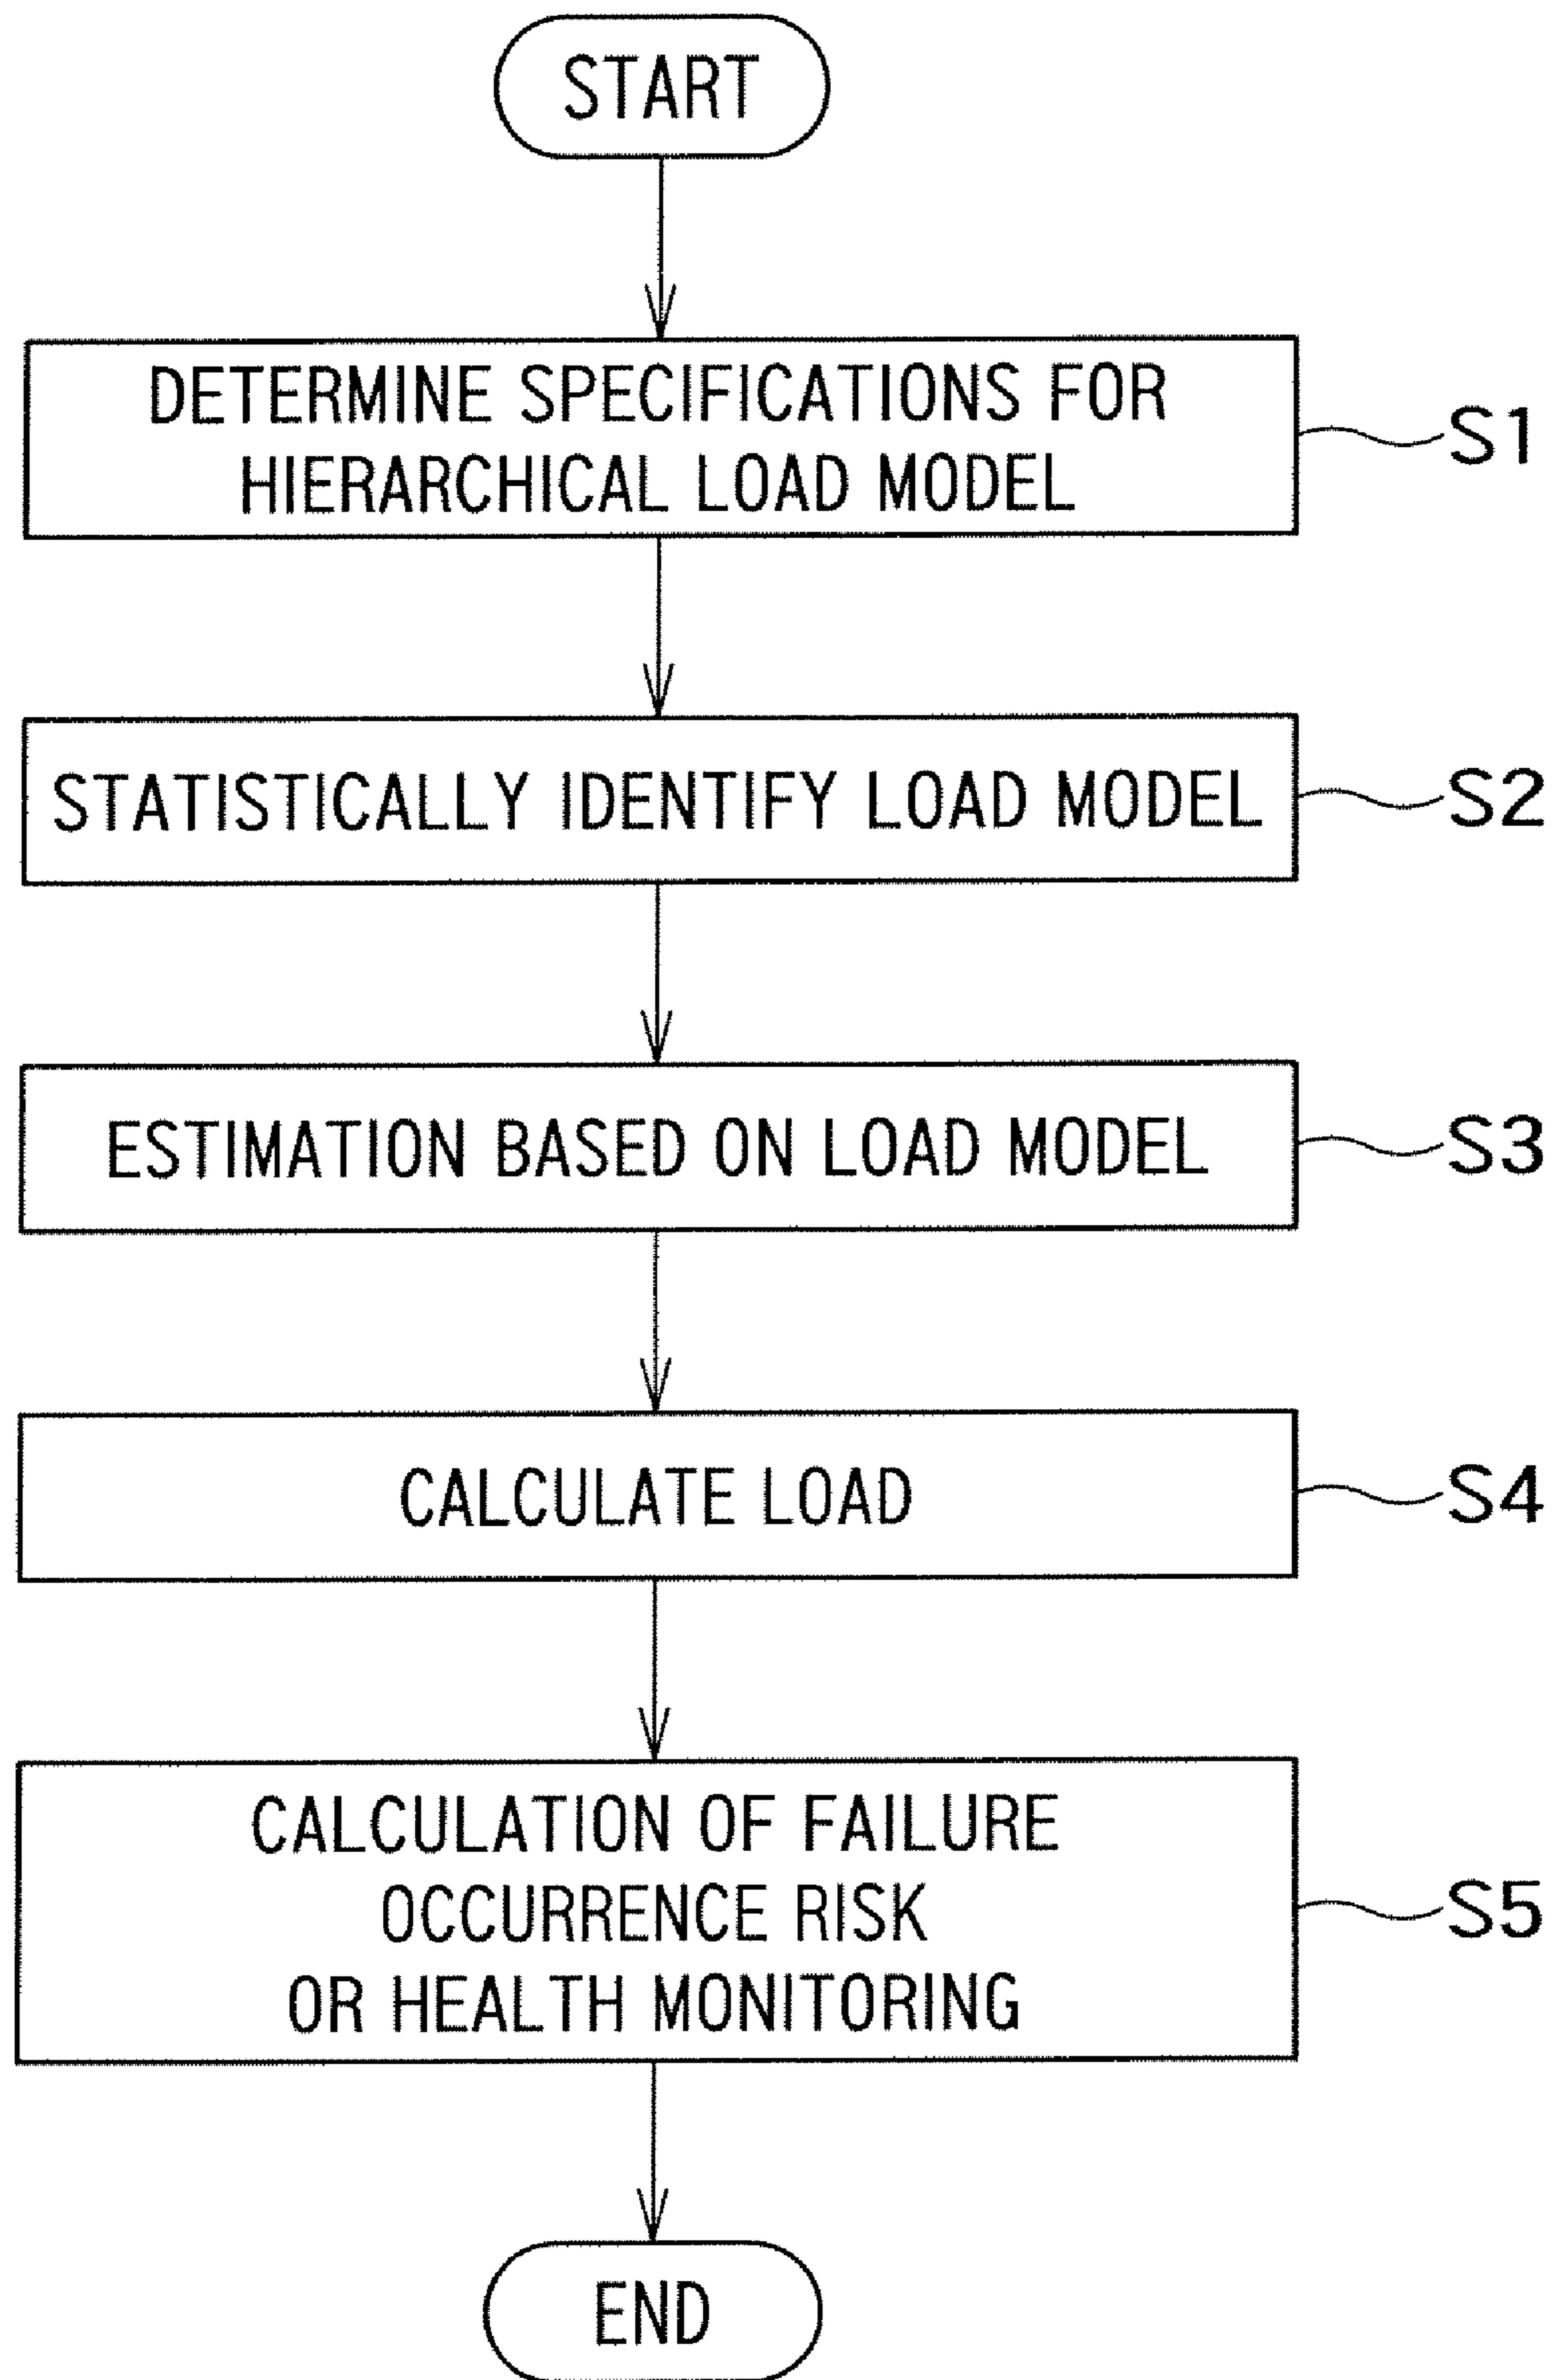 START
DETERMINE SPECIFICATIONS FOR
HIERARCHICAL LOAD MODEL
S1
STATISTICALLY IDENTIFY LOAD MODEL
S2
ESTIMATION BASED ON LOAD MODEL
S3
CALCULATE LOAD
S4
CALCULATION OF FAILURE
OCCURRENCE RISK
OR HEALTH MONITORING
S5
END